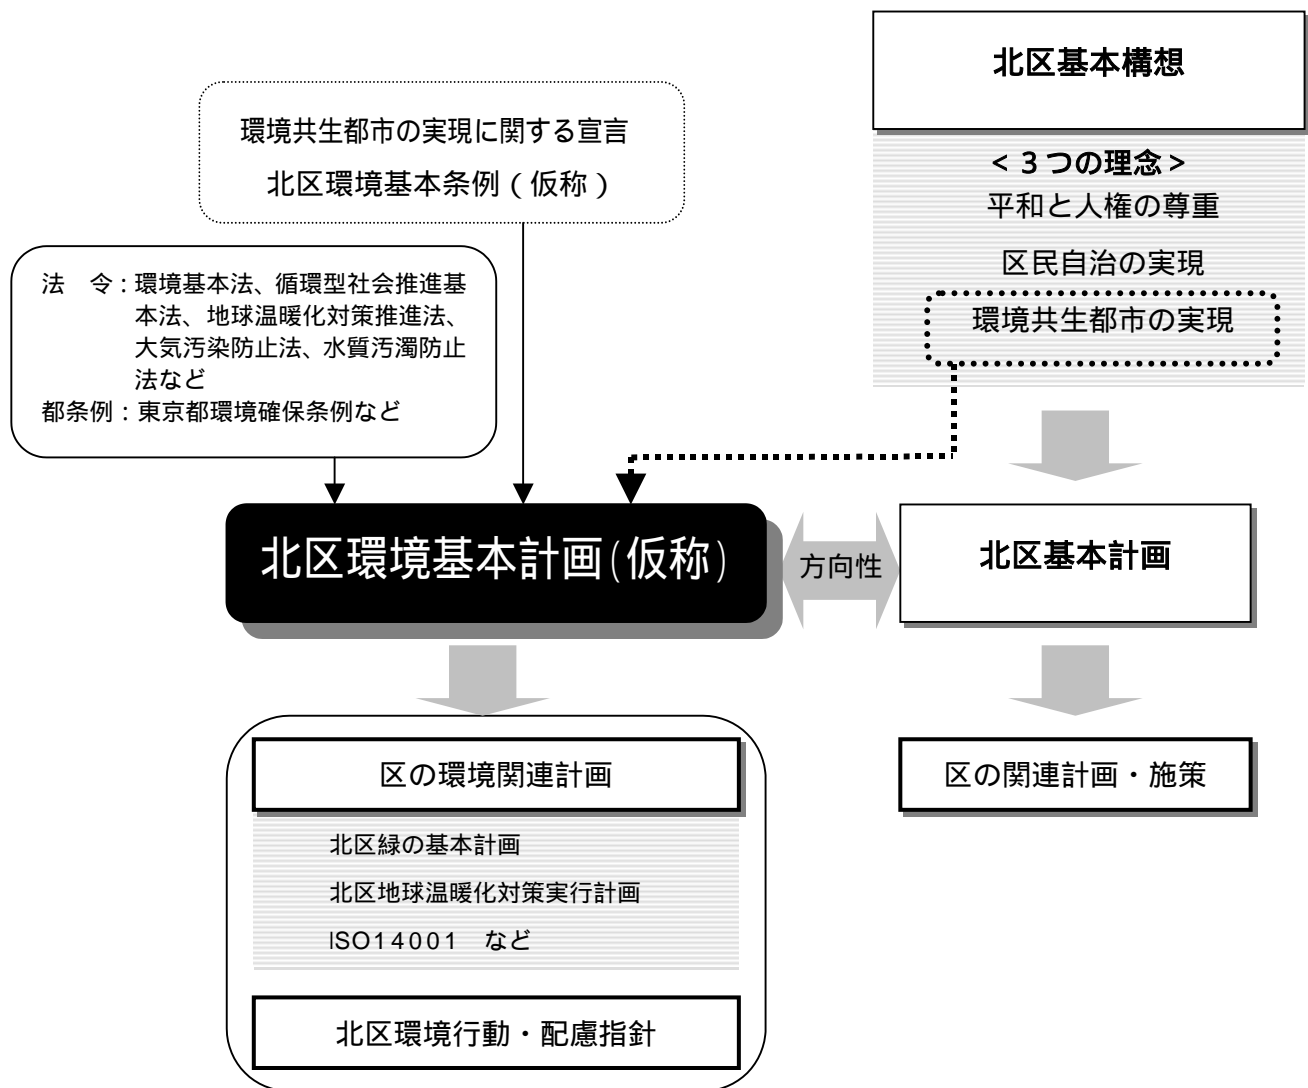 北区基本構想
<３つの理念>
平和と人権の尊重
区民自治の実現
環境共生都市の実現
環境共生都市の実現に関する宣言
北区環境基本条例（仮称）
法　令：環境基本法、循環型社会推進基
本法、地球温暖化対策推進法、
大気汚染防止法、水質汚濁防止
法など
都条例：東京都環境確保条例など
北区環境基本計画(仮称)
方向性
北区基本計画
区の環境関連計画
北区緑の基本計画
北区地球温暖化対策実行計画
ISO14001　など
北区環境行動・配慮指針
区の関連計画・施策